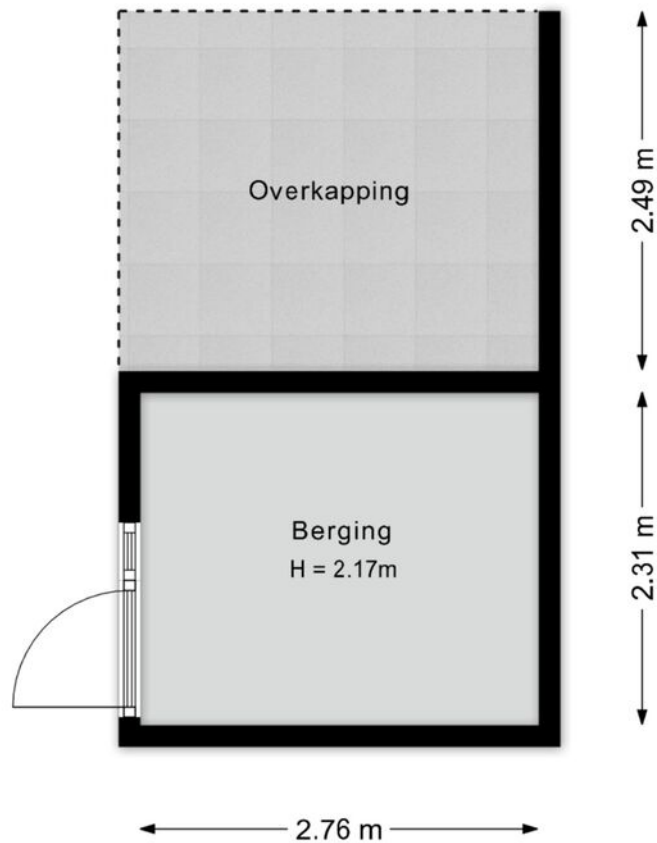 Overkapping
2.49 m
Berging
H = 2.17m
2.31 m
2.76 m